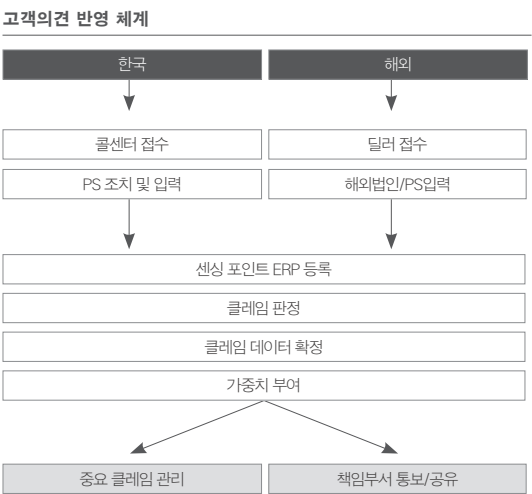 고객의견 반영 체계
한국
해외
콜센터 접수
딜러 접수
PS 조치 및 입력
해외법인/PS입력
센싱 포인트 ERP 등록
클레임 판정
클레임 데이터 확정
가중치 부여
중요 클레임 관리
책임부서 통보/공유